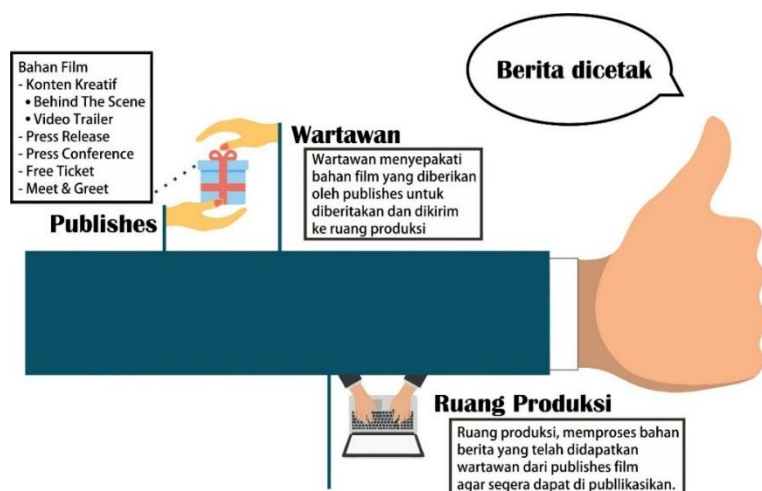 Bahan Film
- Konten Kreatif
• Behind The Scene
• Video Trailer
- Press Release
- Press Conference
- Free Ticket
- Meet & Greet
Publishes
Wartawan
Wartawan menyepakati
bahan film yang diberikan
oleh publishes untuk
diberitakan dan dikirim
ke ruang produksi
Berita dicetak
Ruang Produksi
Ruang produksi, memproses bahan
berita yang telah didapatkan
wartawan dari publishes film
agar segera dapat di publlikasikan.